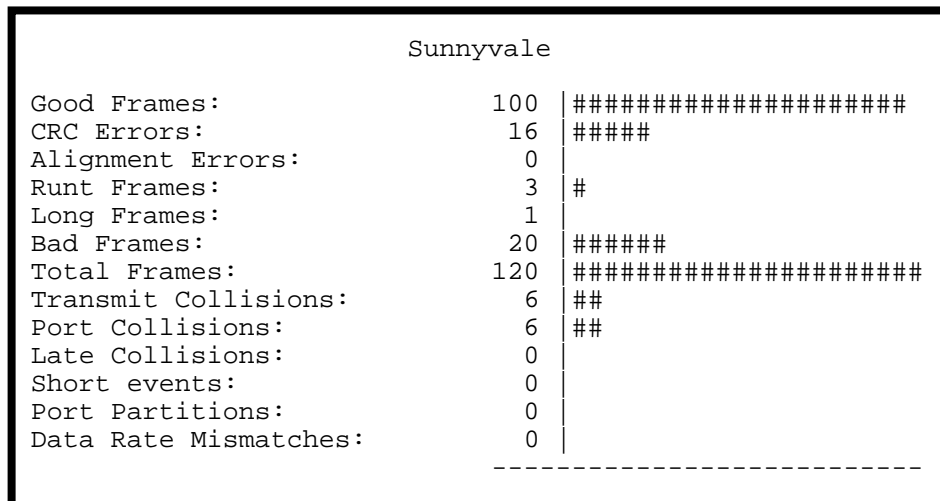 Sunnyvale
Good Frames: 100 |#####################
CRC Errors: 16 |#####
Alignment Errors: 0 |
Runt Frames: 3 |#
Long Frames: 1 |
Bad Frames: 20 |######
Total Frames: 120 |######################
Transmit Collisions: 6 |##
Port Collisions: 6 |##
Late Collisions: 0 |
Short events: 0 |
Port Partitions: 0 |
Data Rate Mismatches: 0 |
---------------------------